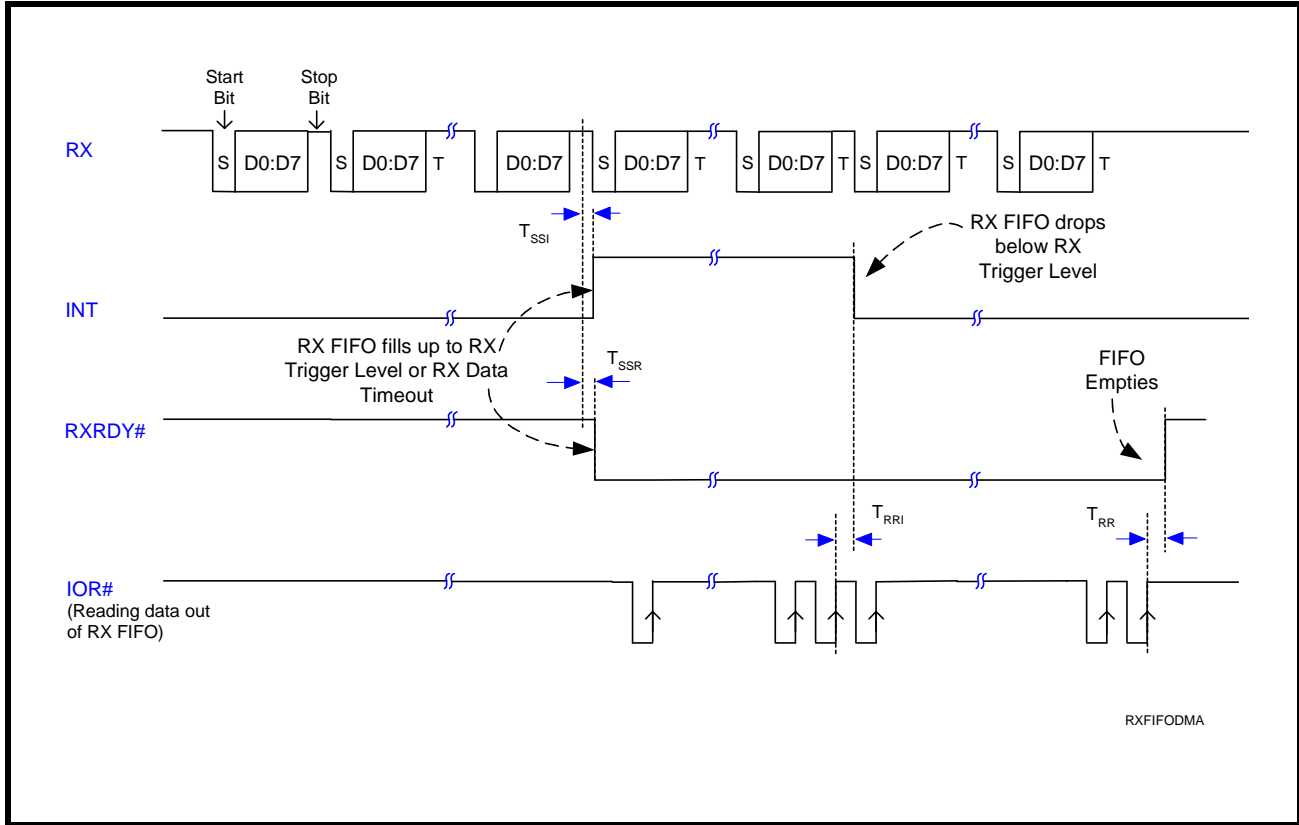 Start
Bit
Stop
Bit
RX
S D0:D7 S D0:D7 T D0:D7 S D0:D7 T S D0:D7 T S D0:D7 T S D0:D7 T
TSSI
RX FIFO drops
below RX
Trigger Level
INT
RX FIFO fills up to RX
Trigger Level or RX Data
Timeout
TSSR
FIFO
Empties
RXRDY#
TRRI
TRR
IOR#
(Reading data out
of RX FIFO)
RXFIFODMA